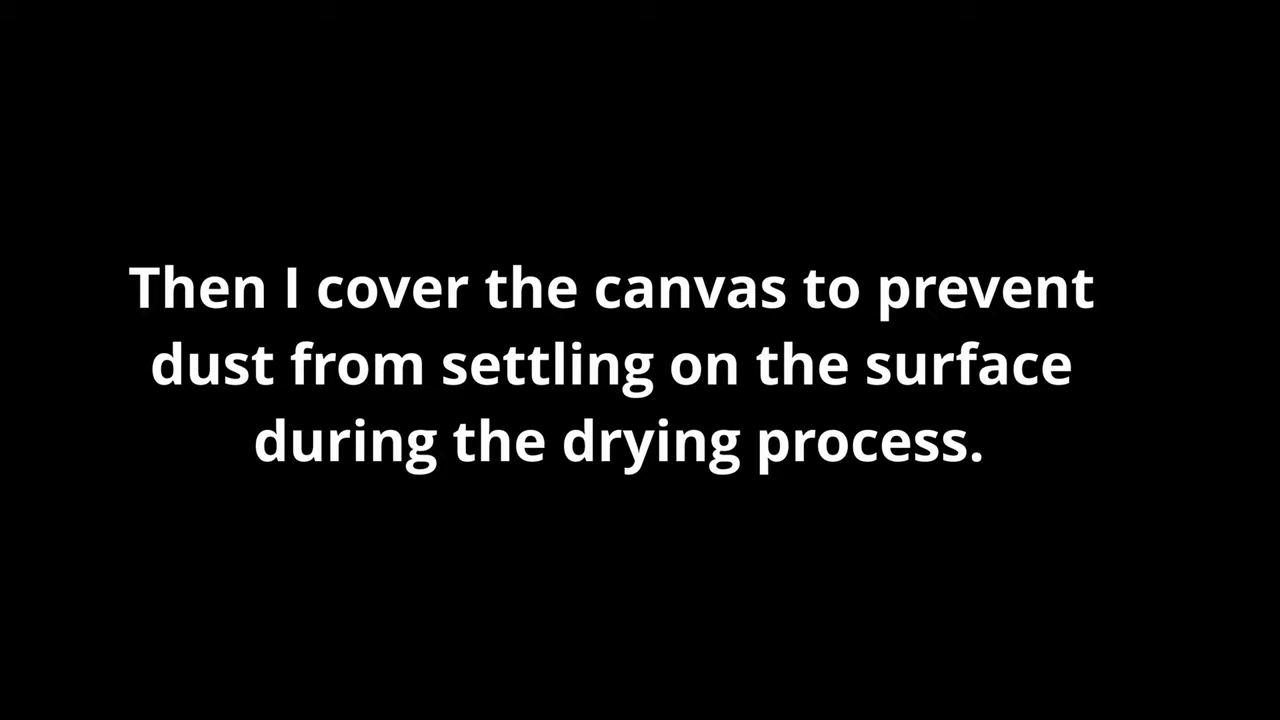 Then I cover the canvas to prevent
dust from settling on the surface
during the drying process.